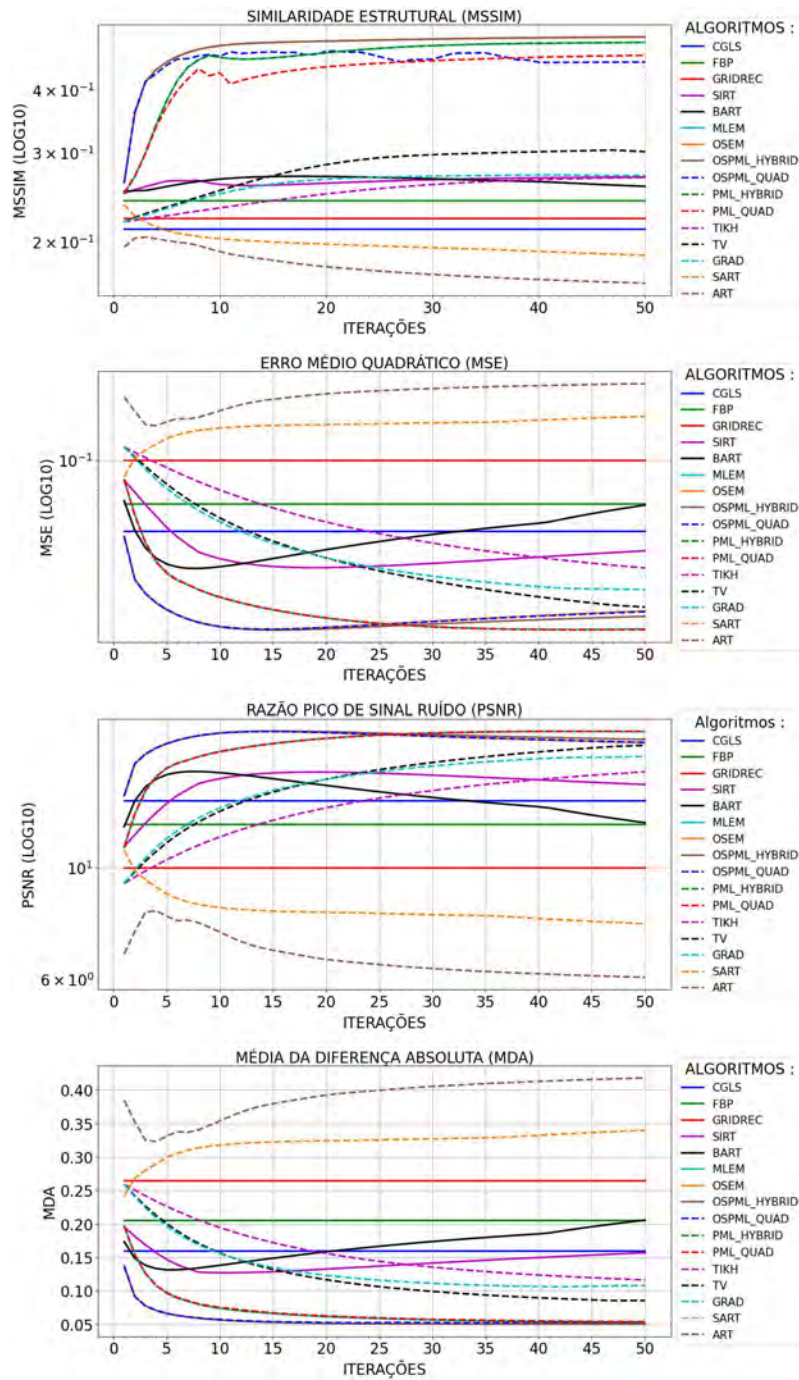 SIMILARIDADE ESTRUTURAL (MSSIM)
MSSIM (LOG10)
4 × 10⁻¹
3 × 10⁻¹
2 × 10⁻¹
0 10 20 30 40 50
ITERAÇÕES
ALGORITMOS :
CGLS
FBP
GRIDREC
SIRT
BART
MLEM
OSEM
OSPML_HYBRID
OSPML_QUAD
PML_HYBRID
PML_QUAD
TIKH
TV
GRAD
SART
ART
ERRO MÉDIO QUADRÁTICO (MSE)
MSE (LOG10)
10⁻¹
0 5 10 15 20 25 30 35 40 45 50
ITERAÇÕES
ALGORITMOS :
CGLS
FBP
GRIDREC
SIRT
BART
MLEM
OSEM
OSPML_HYBRID
OSPML_QUAD
PML_HYBRID
PML_QUAD
TIKH
TV
GRAD
SART
ART
RAZÃO PICO DE SINAL RUÍDO (PSNR)
PSNR (LOG10)
10¹
6 × 10⁰
0 5 10 15 20 25 30 35 40 45 50
ITERAÇÕES
Algoritmos :
CGLS
FBP
GRIDREC
SIRT
BART
MLEM
OSEM
OSPML_HYBRID
OSPML_QUAD
PML_HYBRID
PML_QUAD
TIKH
TV
GRAD
SART
ART
MÉDIA DA DIFERENÇA ABSOLUTA (MDA)
MDA
0.40
0.35
0.30
0.25
0.20
0.15
0.10
0.05
0 5 10 15 20 25 30 35 40 45 50
ITERAÇÕES
ALGORITMOS :
CGLS
FBP
GRIDREC
SIRT
BART
MLEM
OSEM
OSPML_HYBRID
OSPML_QUAD
PML_HYBRID
PML_QUAD
TIKH
TV
GRAD
SART
ART